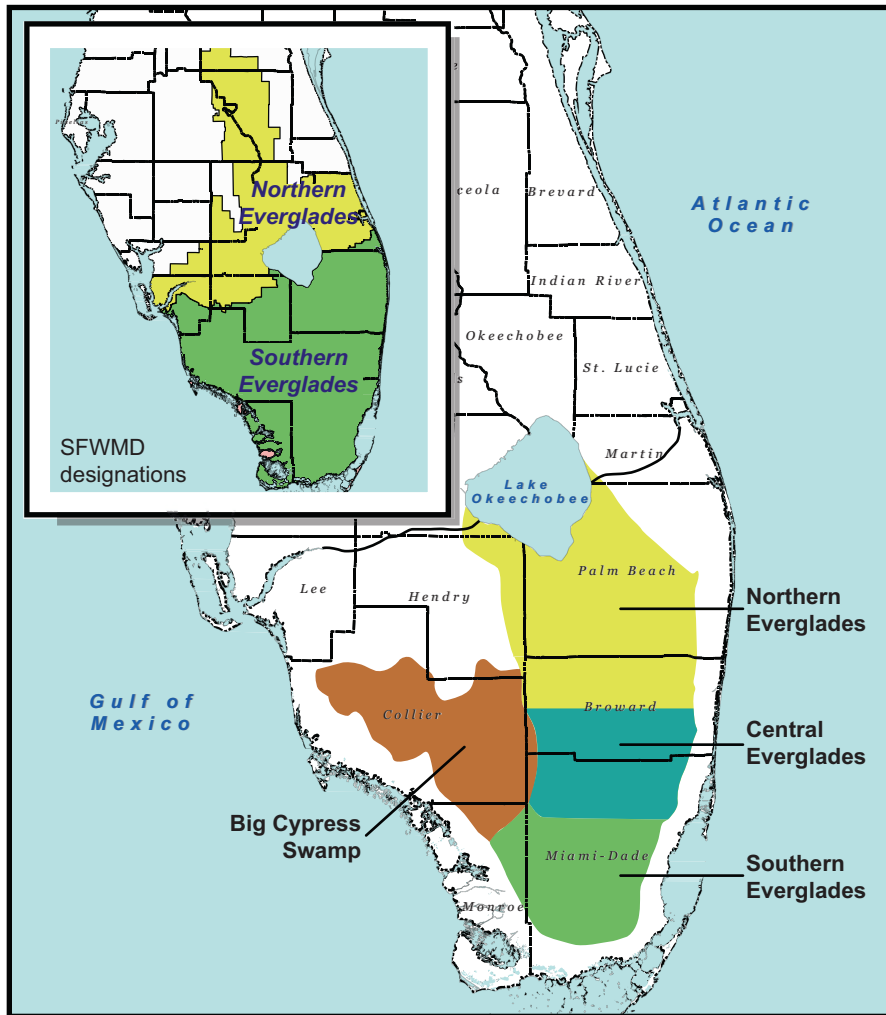 Pinellas
Northern
Everglades
Southern
Everglades
SFWMD
designations
ceola
Brevard
Atlantic
Ocean
Indian River
Okeechobee
St. Lucie
s
Martin
Lake
Okeechobee
Palm Beach
Lee
Hendry
Northern
Everglades
Gulf of
Mexico
Collier
Broward
Central
Everglades
Big Cypress
Swamp
Miami-Dade
Southern
Everglades
Monroe